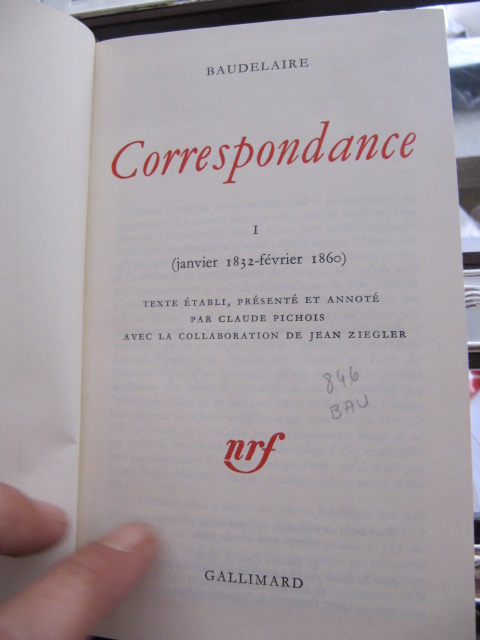 BAUDELAIRE
Correspondance
I
(janvier 1832-février 1860)
TEXTE ÉTABLI, PRÉSENTÉ ET ANNOTÉ
PAR CLAUDE PICHOIS
AVEC LA COLLABORATION DE JEAN ZIEGLER
846
BAU
nrf
GALLIMARD